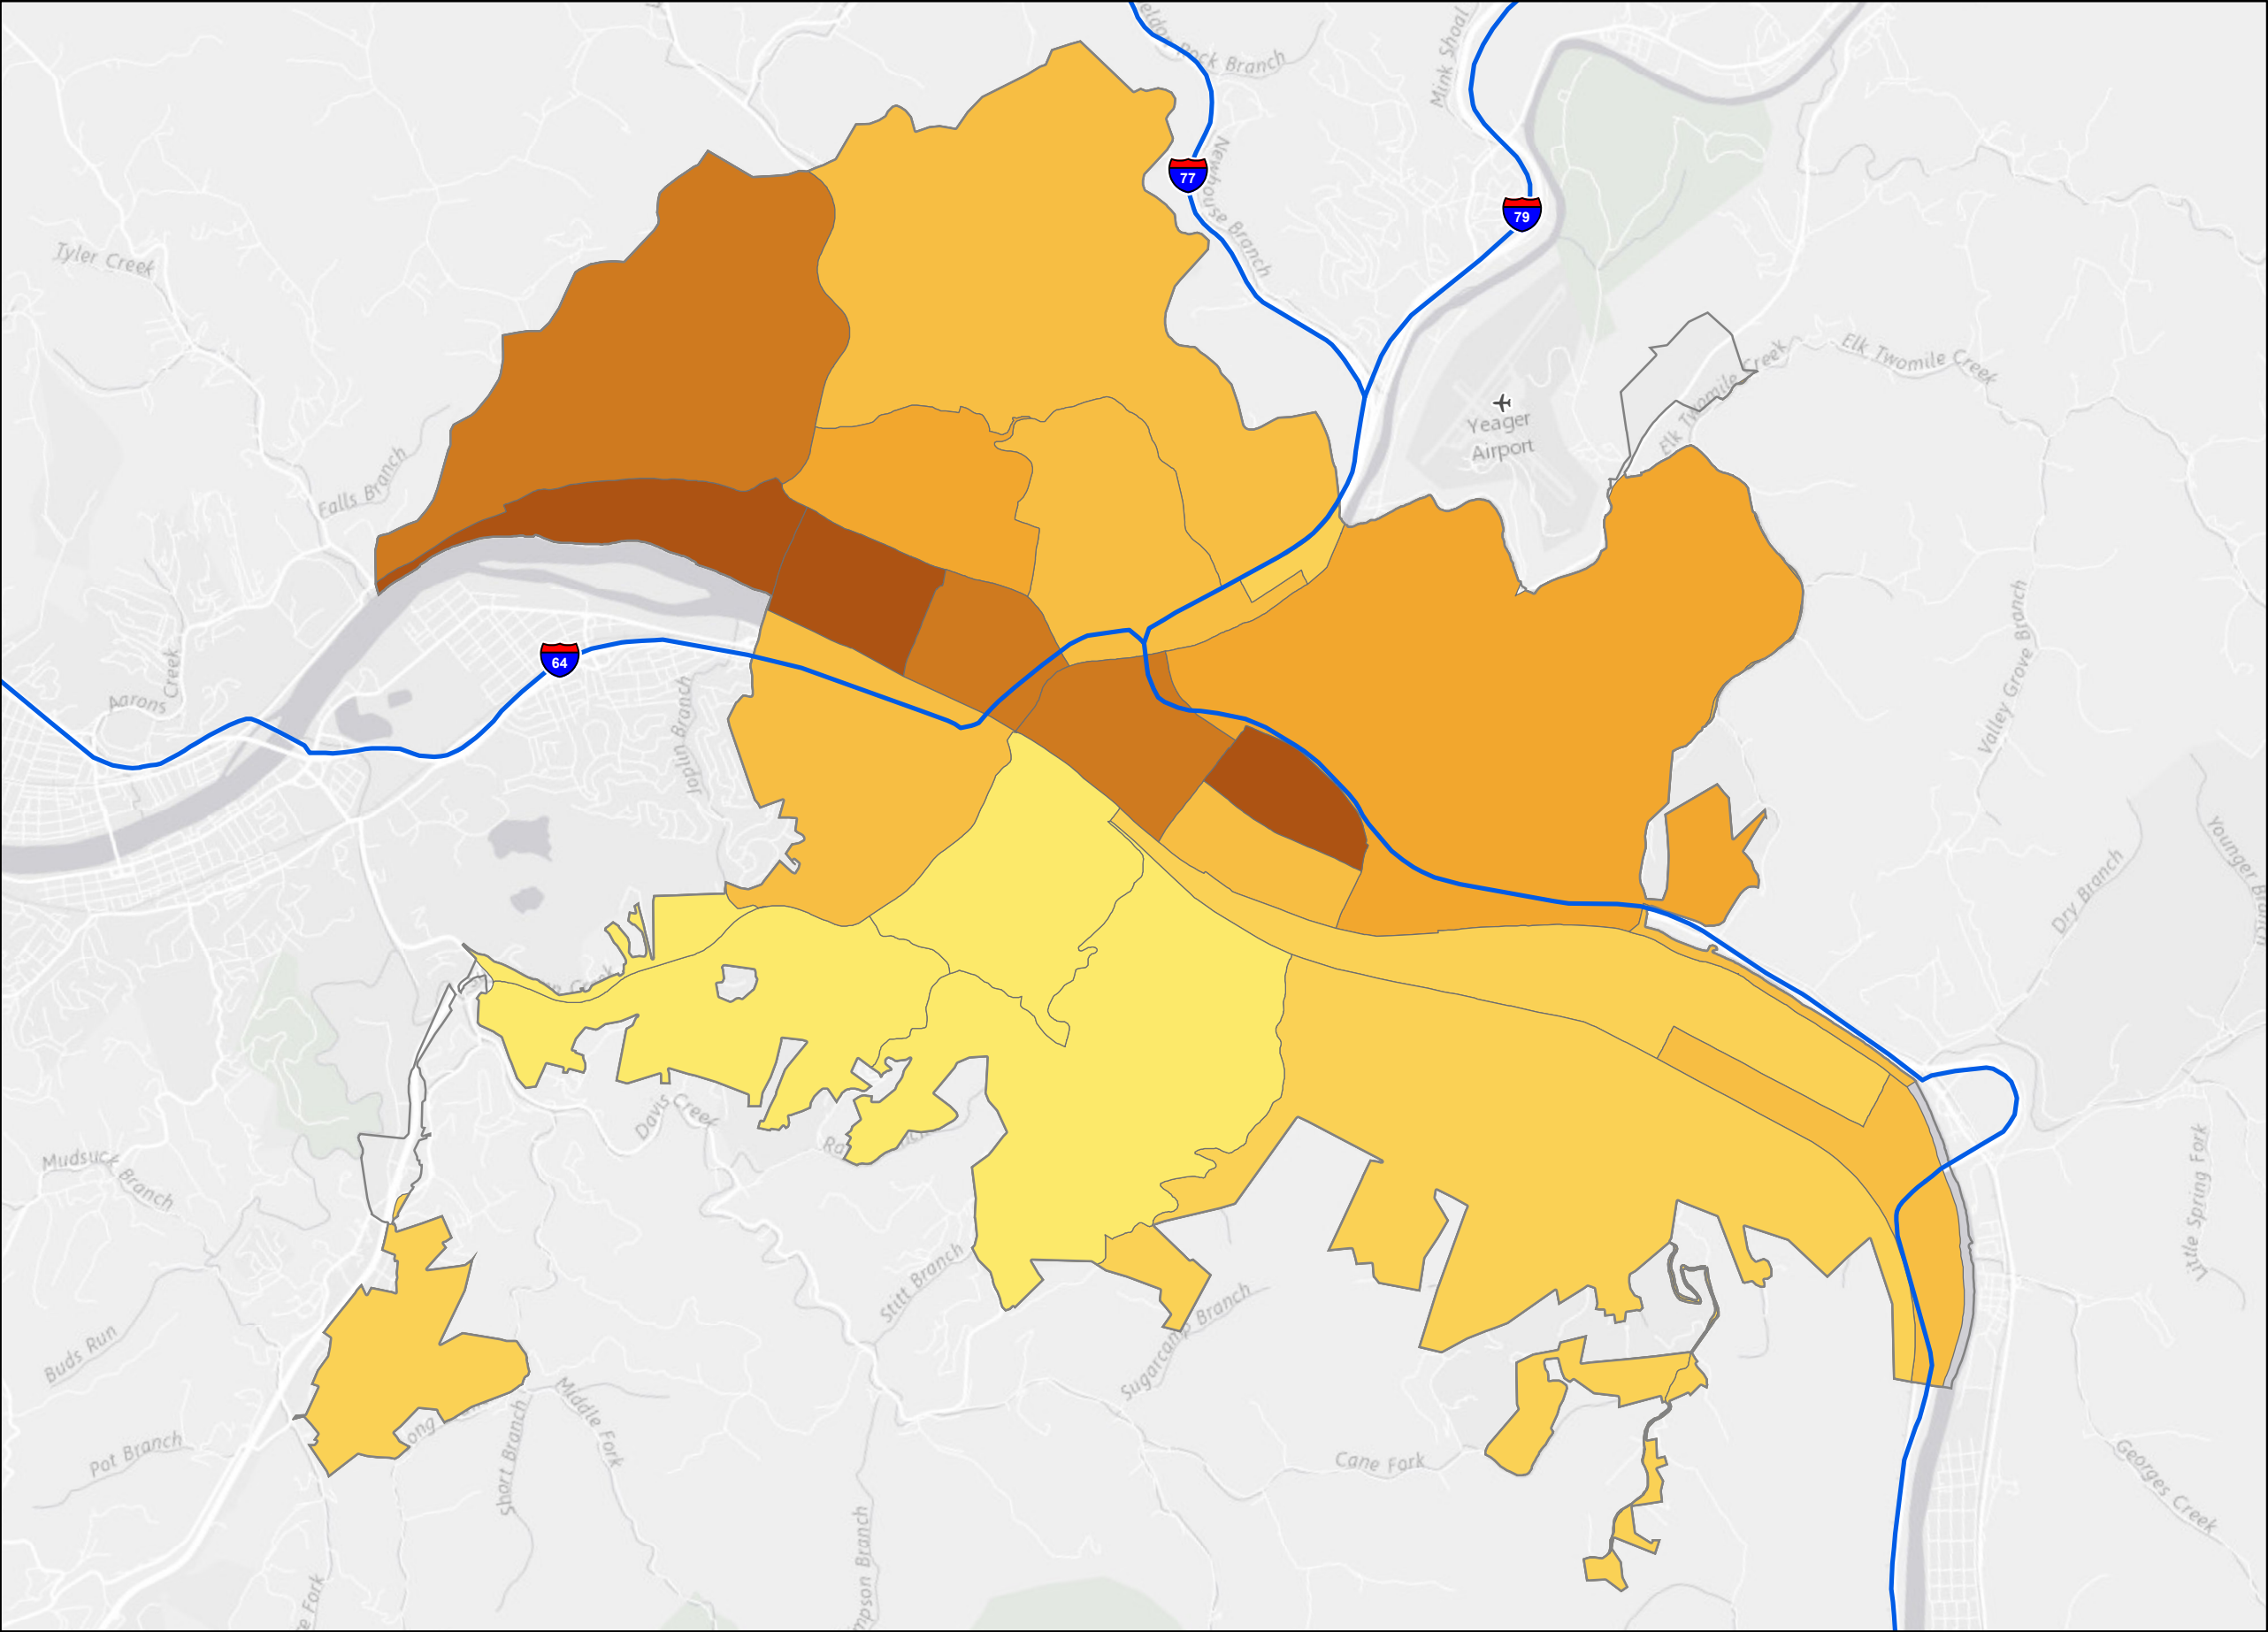 Mink Shoal
77
79
Newhouse Branch
Tyler Creek
Elk Twomile Creek
Elk Twomile Creek
Yeager
Airport
Falls Branch
64
Aarons
Creek
Joplin Branch
Valley Grove Branch
Dry Branch
Davis Creek
Mudsuck Branch
Little Spring Fork
Stitt Branch
Buds Run
Sugarcamp Branch
Middle Fork
Short Branch
Pot Branch
Cane Fork
Georges Creek